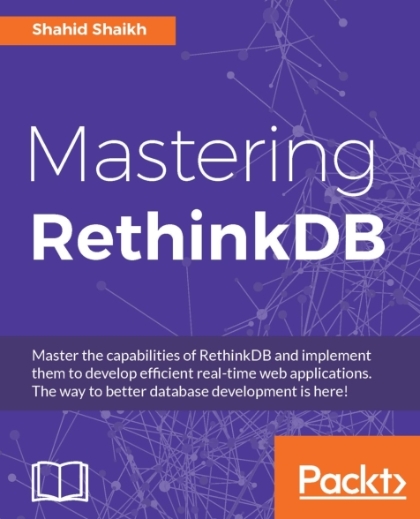 Shahid Shaikh
Mastering
RethinkDB
Master the capabilities of RethinkDB and implement
them to develop efficient real-time web applications.
The way to better database development is here!
Packt>